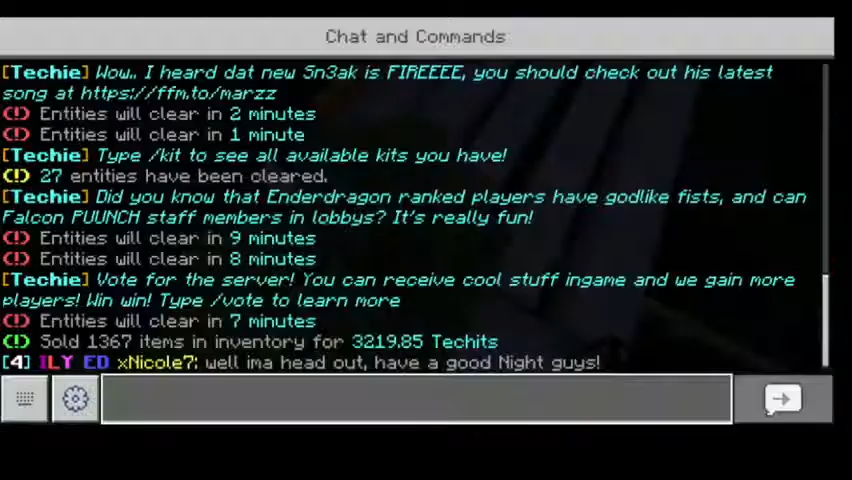 Chat and Commands
[Techie] Wow.. I heard dat new Sn3ak is FIREEEE, you should check out his latest
song at https://ffm.to/marzz
(!) Entities will clear in 2 minutes
(!) Entities will clear in 1 minute
[Techie] Type /kit to see all available kits you have!
(!) 27 entities have been cleared.
[Techie] Did you know that Enderdragon ranked players have godlike fists, and can
Falcon PUUNCH staff members in lobbys? It's really fun!
(!) Entities will clear in 9 minutes
(!) Entities will clear in 8 minutes
[Techie] Vote for the server! You can receive cool stuff ingame and we gain more
players! Win win! Type /vote to learn more
(!) Entities will clear in 7 minutes
(!) Sold 1367 items in inventory for 3219.85 Techits
[4] ILY ED xNicole7: well ima head out, have a good Night guys!